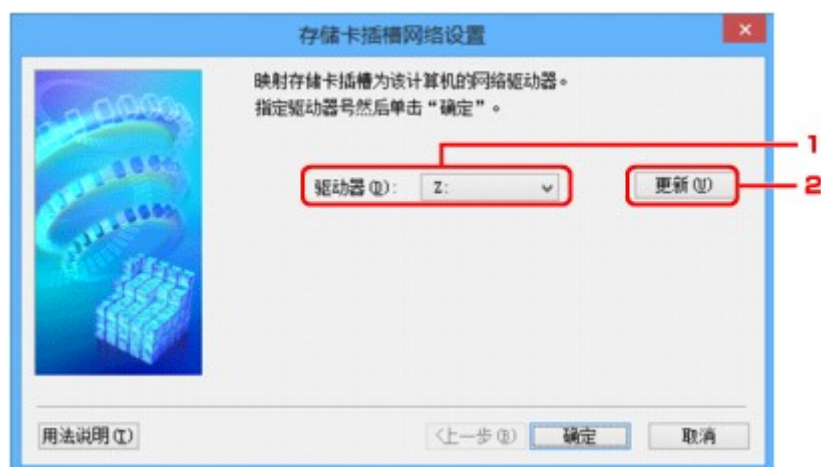 存储卡插槽网络设置
映射存储卡插槽为该计算机的网络驱动器。
指定驱动器号然后单击“确定”。
1
驱动器(D): Z:
更新(U)
2
用法说明(I)
<上一步(B)
确定
取消